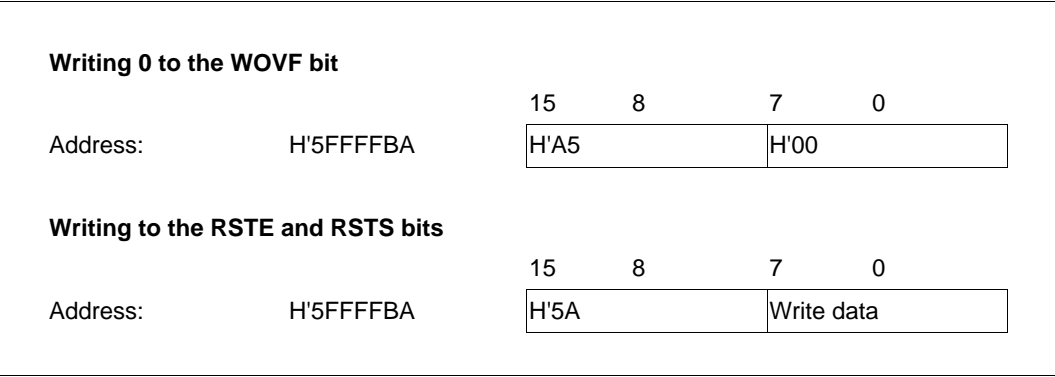 Writing 0 to the WOVF bit
15 8 7 0
Address: H'5FFFFBA H'A5 H'00
Writing to the RSTE and RSTS bits
15 8 7 0
Address: H'5FFFFBA H'5A Write data